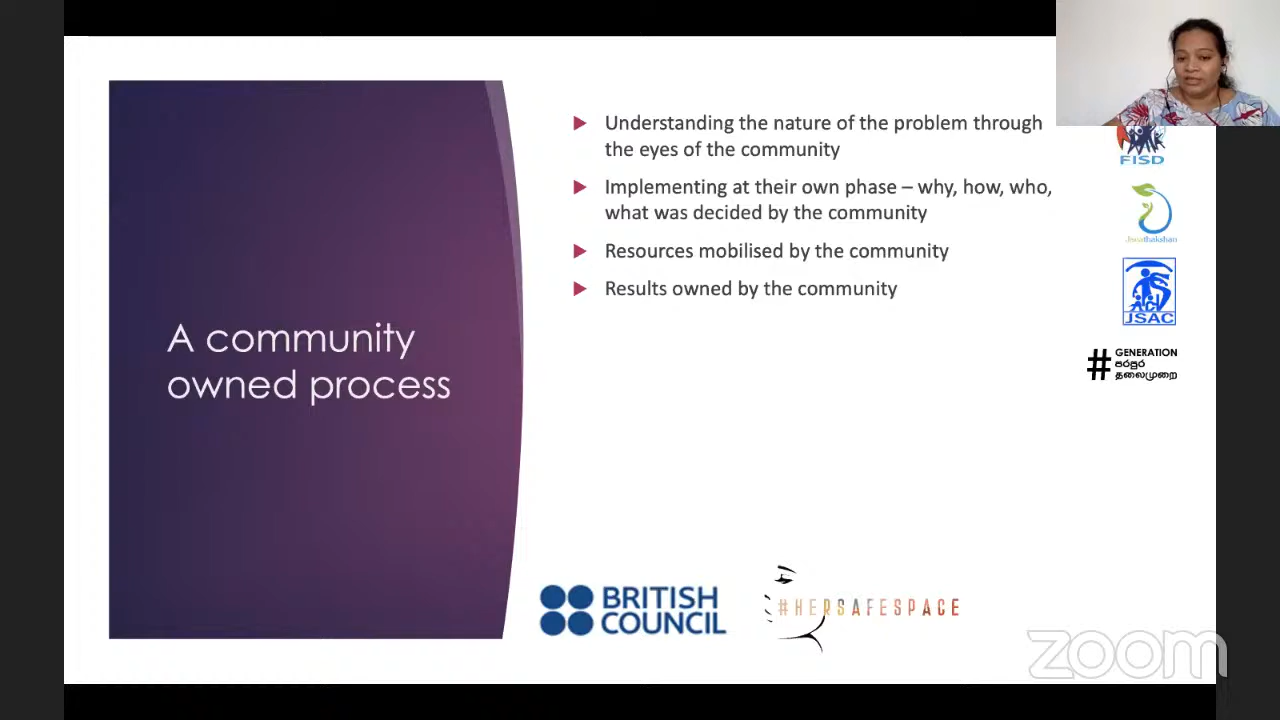 Understanding the nature of the problem through
the eyes of the community
Implementing at their own phase – why, how, who,
what was decided by the community
Resources mobilised by the community
Results owned by the community
A community
owned process
FISD
Janathakshan
JSAC
# GENERATION
පරපුර
தலைமுறை
BRITISH
COUNCIL
#HERSAFESPACE
zoom